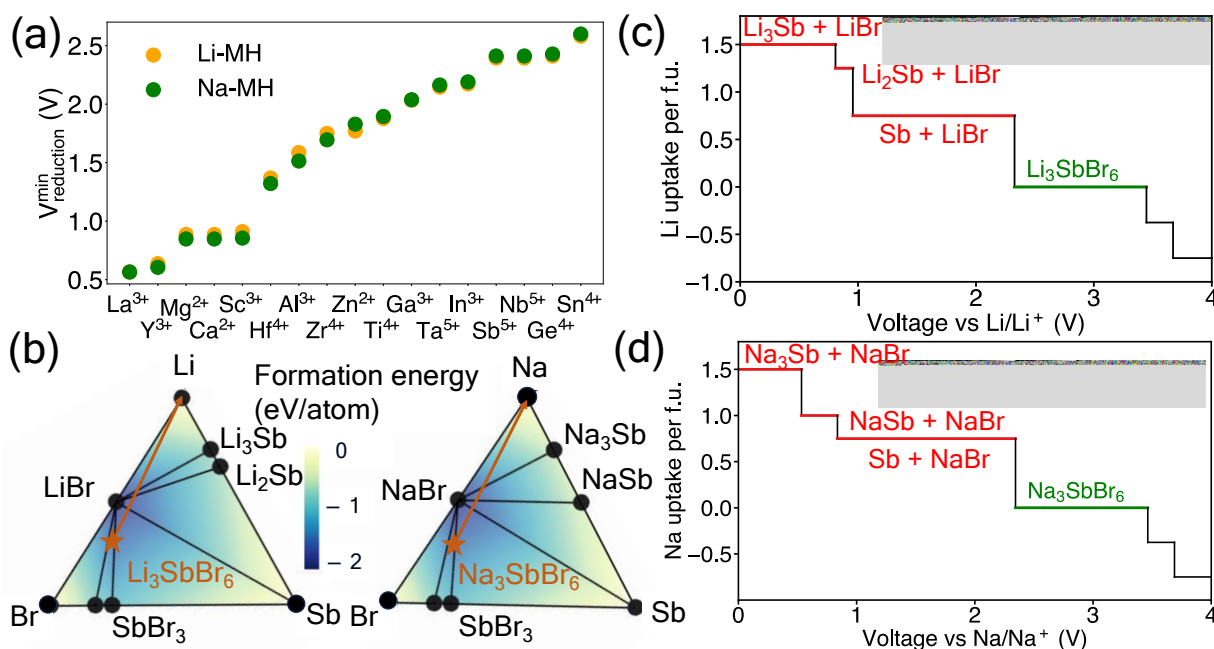 (a)
2.5
2.0
1.5
1.0
0.5
V^min_reduction (V)
Li-MH
Na-MH
La³⁺ Mg²⁺ Sc³⁺ Al³⁺ Zn²⁺ Ga³⁺ In³⁺ Nb⁵⁺ Sn⁴⁺
Y³⁺ Ca²⁺ Hf⁴⁺ Zr⁴⁺ Ti⁴⁺ Ta⁵⁺ Sb⁵⁺ Ge⁴⁺
(b)
Li
Formation energy
(eV/atom)
0
– 1
– 2
Li₃Sb
Li₂Sb
LiBr
Li₃SbBr₆
Br
SbBr₃
Sb
Na
Na₃Sb
NaSb
NaBr
Na₃SbBr₆
Br
SbBr₃
Sb
(c)
Li₃Sb + LiBr
Li₂Sb + LiBr
Sb + LiBr
Li₃SbBr₆
1.5
1.0
0.5
0.0
−0.5
−1.0
Li uptake per f.u.
0 1 2 3 4
Voltage vs Li/Li⁺ (V)
(d)
Na₃Sb + NaBr
NaSb + NaBr
Sb + NaBr
Na₃SbBr₆
1.5
1.0
0.5
0.0
−0.5
Na uptake per f.u.
0 1 2 3 4
Voltage vs Na/Na⁺ (V)